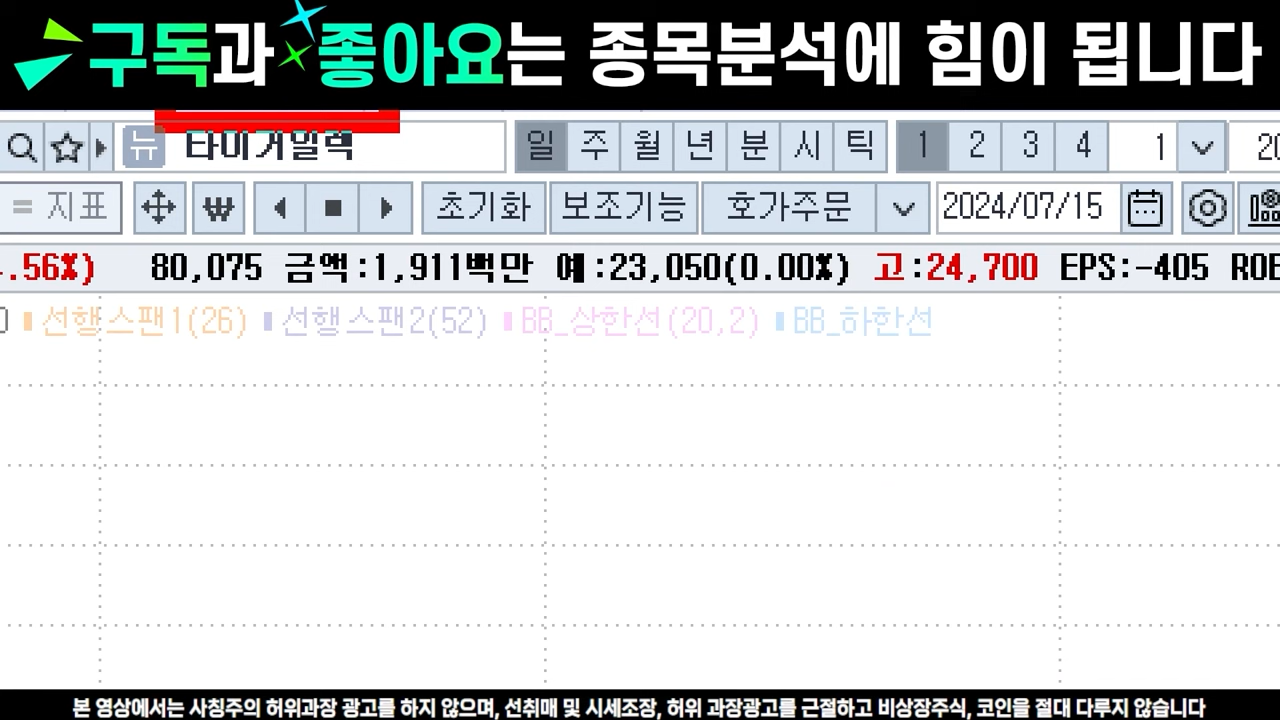 구독과 좋아요는 종목분석에 힘이 됩니다
뉴 타이거일렉 일 주 월 년 분 시 틱 1 2 3 4 1 20
= 지표 ₩ 초기화 보조기능 호가주문 2024/07/15
.56%) 80,075 금액:1,911백만 예:23,050(0.00%) 고:24,700 EPS:-405 ROE
선행스팬1(26) 선행스팬2(52) BB_상한선(20,2) BB_하한선
본 영상에서는 사칭주의 허위과장 광고를 하지 않으며, 선취매 및 시세조장, 허위 과장광고를 근절하고 비상장주식, 코인을 절대 다루지 않습니다